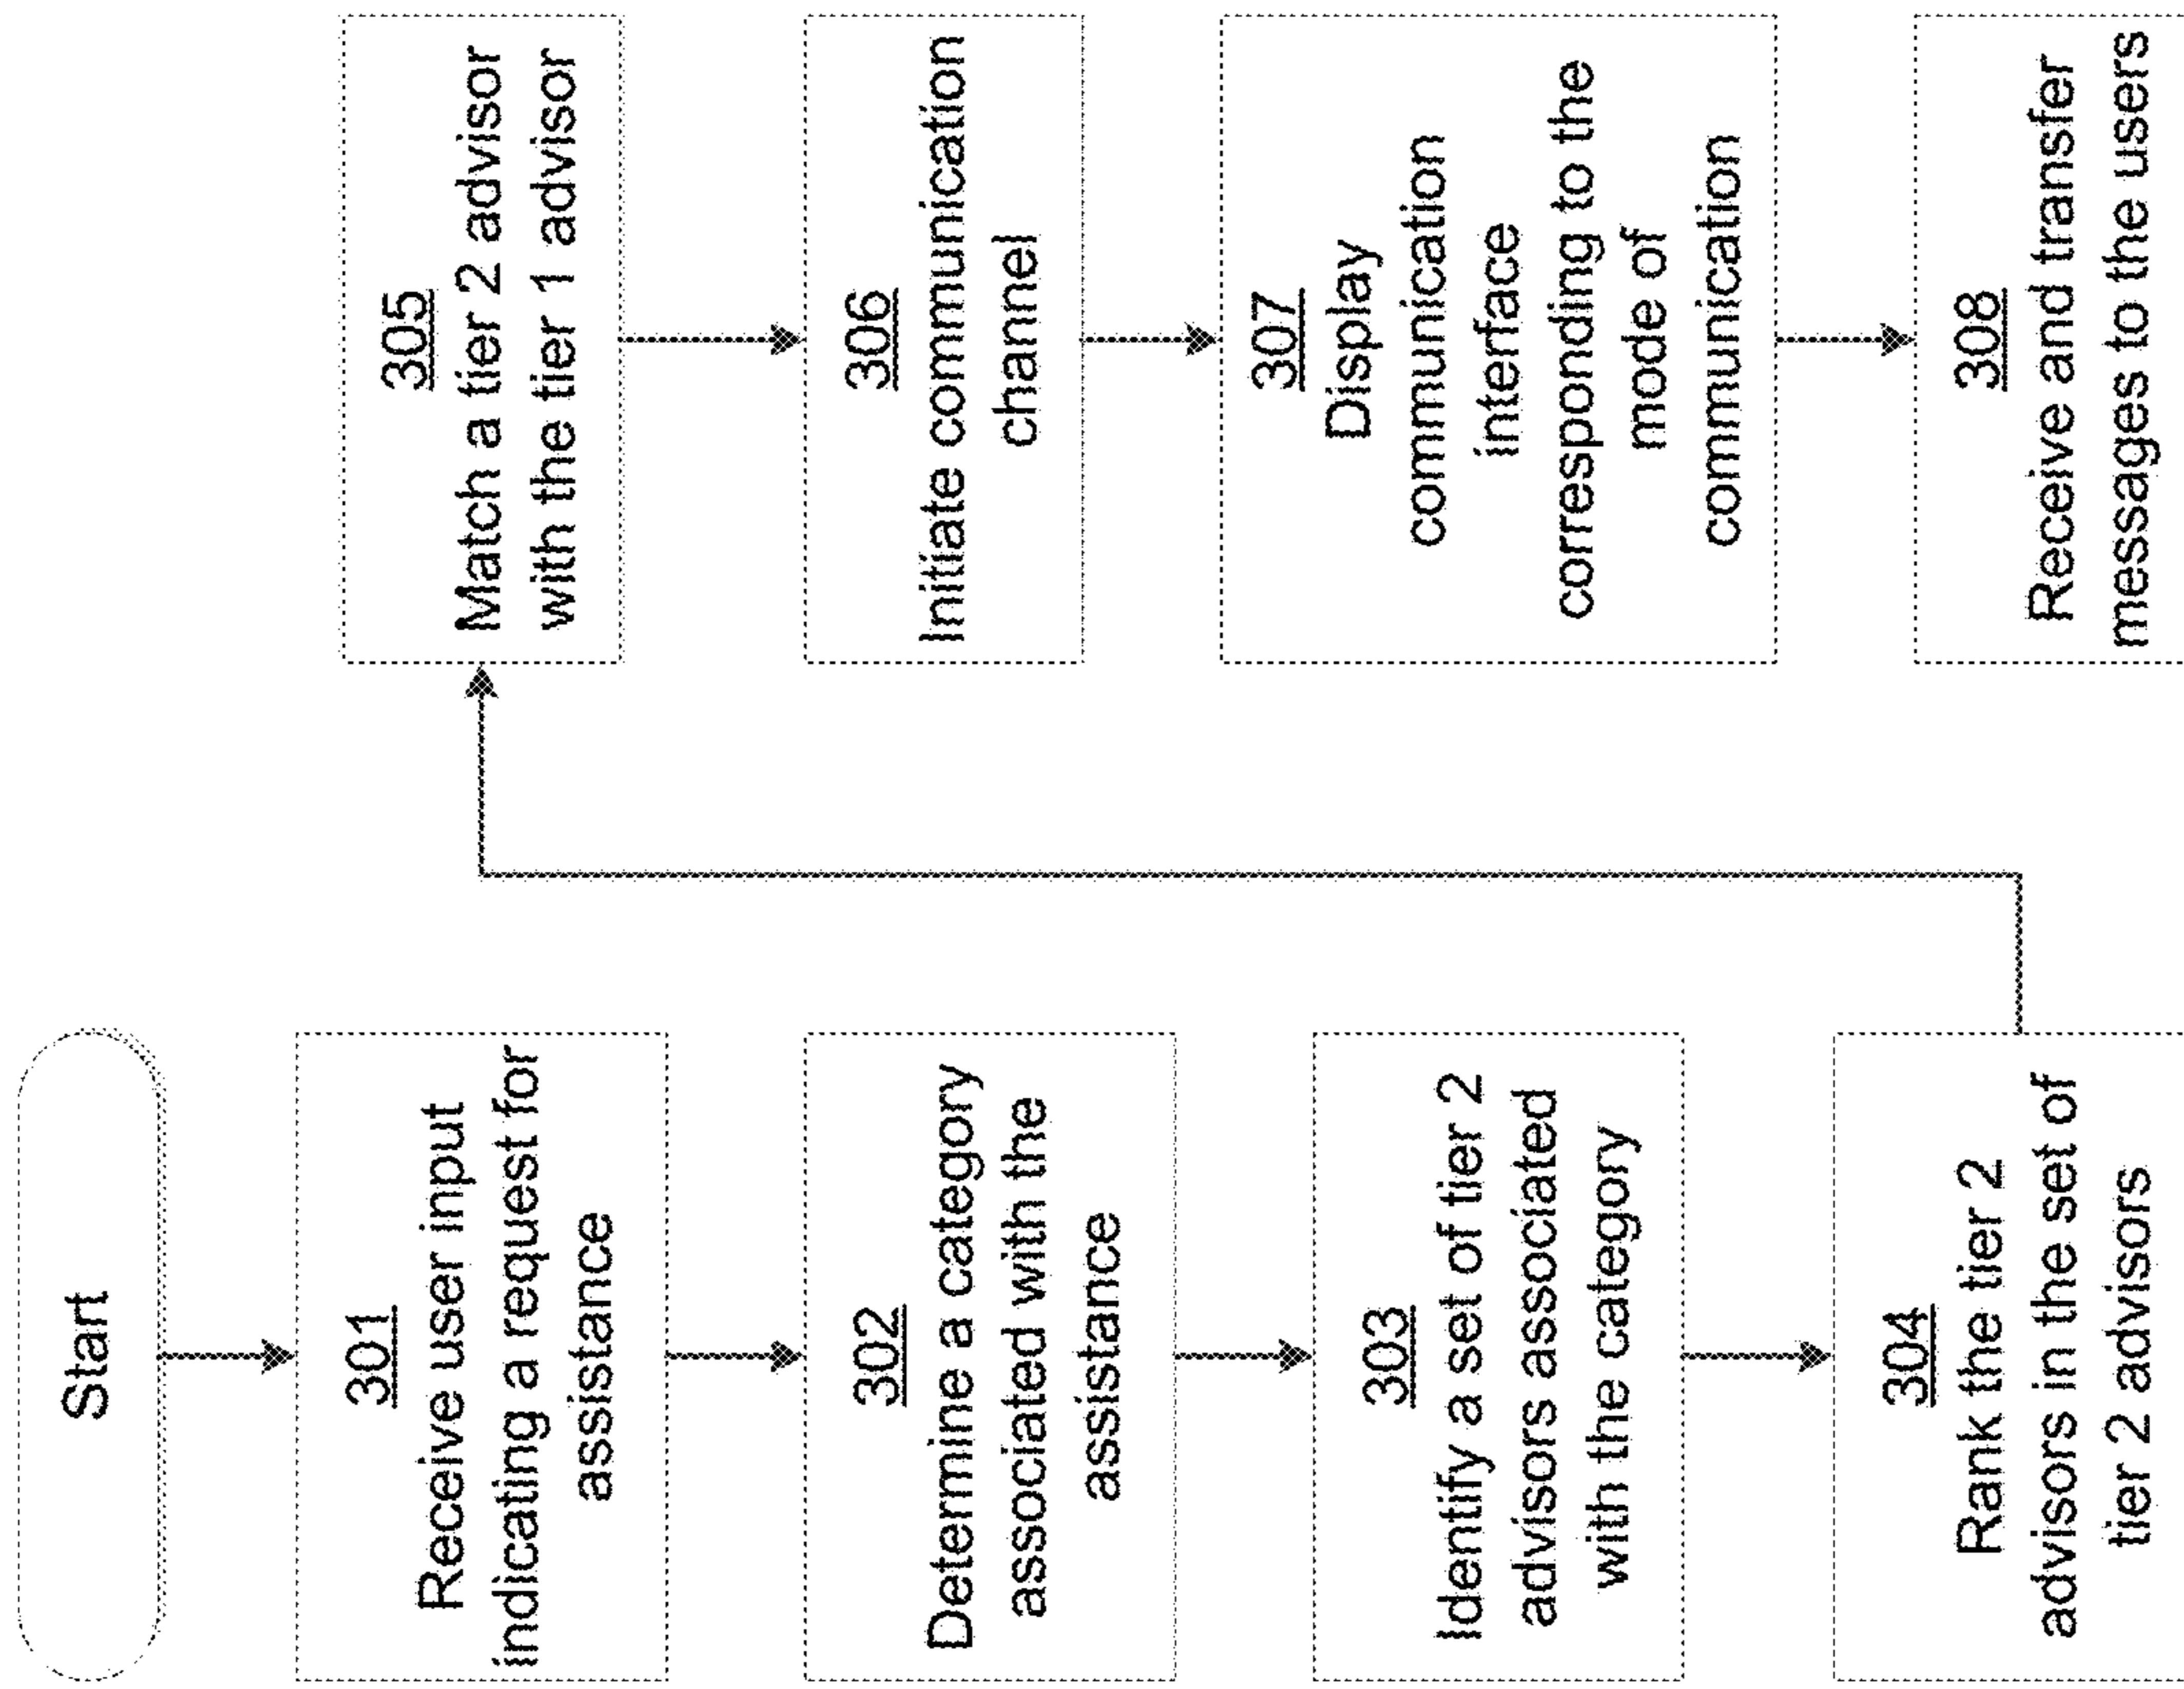 Start
301
Receive user input
indicating a request for
assistance
302
Determine a category
associated with the
assistance
303
Identify a set of tier 2
advisors associated
with the category
304
Rank the tier 2
advisors in the set of
tier 2 advisors
305
Match a tier 2 advisor
with the tier 1 advisor
306
Initiate communication
channel
307
Display
communication
interface
corresponding to the
mode of
communication
308
Receive and transfer
messages to the users